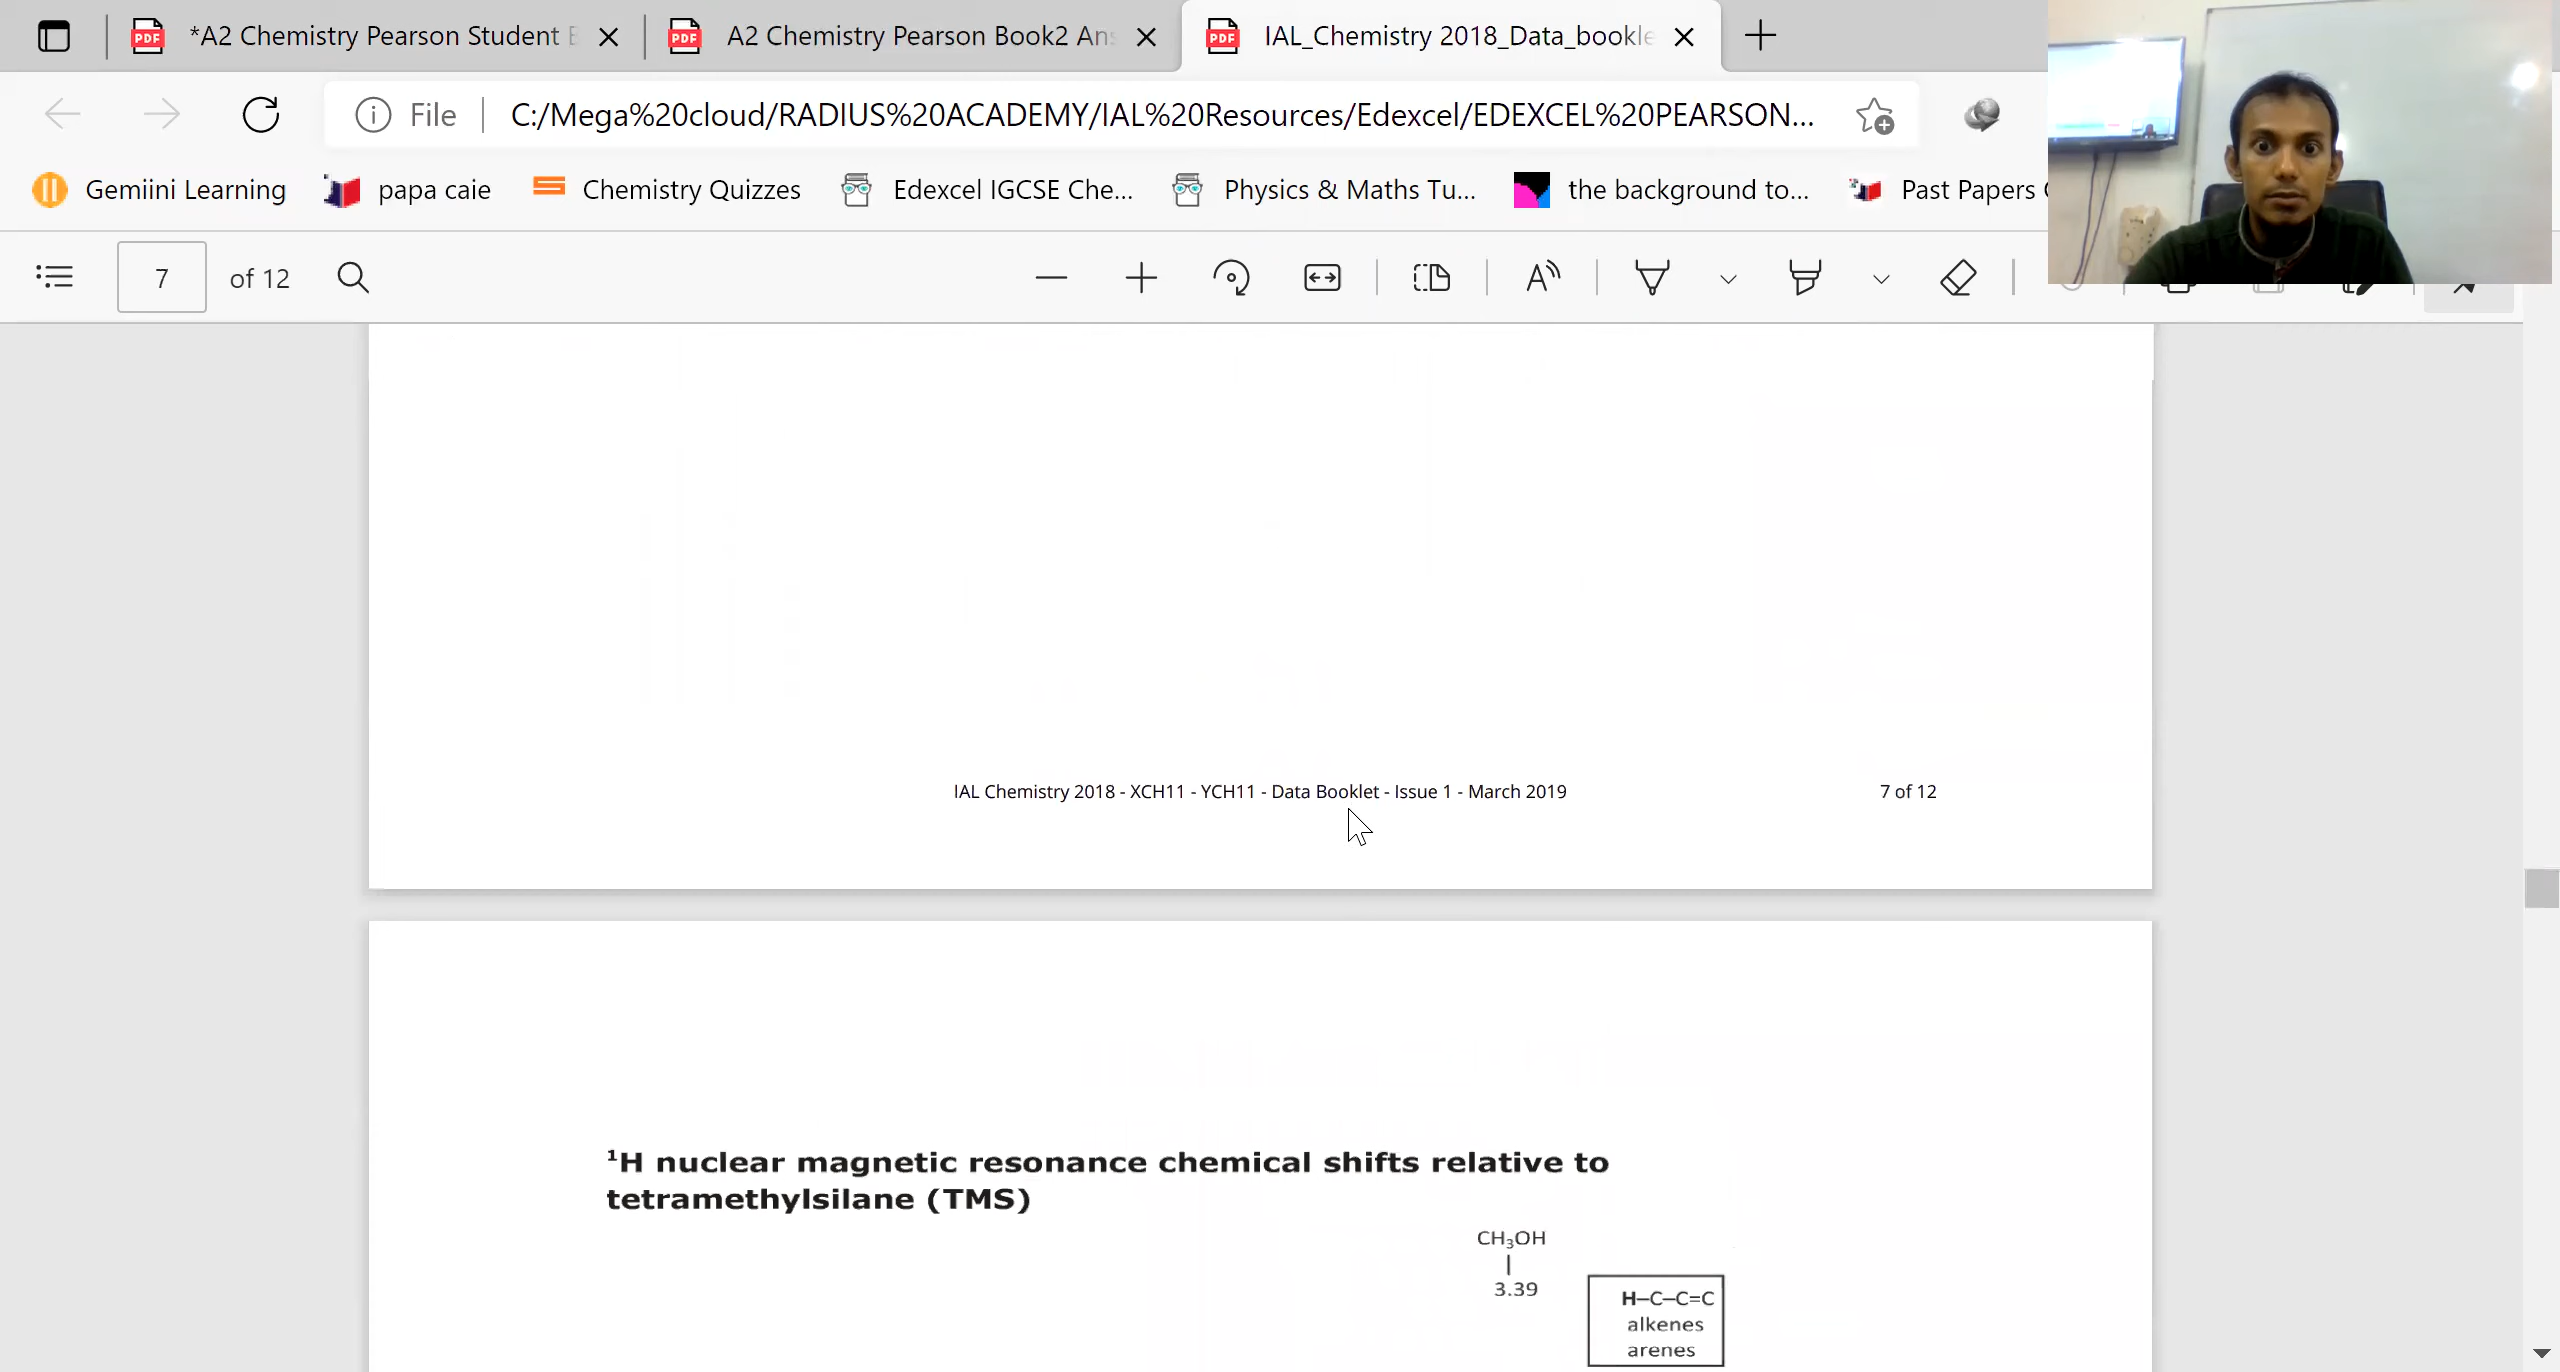 *A2 Chemistry Pearson Student
A2 Chemistry Pearson Book2 Ans
IAL_Chemistry 2018_Data_bookle
File
C:/Mega%20cloud/RADIUS%20ACADEMY/IAL%20Resources/Edexcel/EDEXCEL%20PEARSON...
Gemiini Learning
papa caie
Chemistry Quizzes
Edexcel IGCSE Che...
Physics & Maths Tu...
the background to...
Past Papers
7 of 12
IAL Chemistry 2018 - XCH11 - YCH11 - Data Booklet - Issue 1 - March 2019
7 of 12
¹H nuclear magnetic resonance chemical shifts relative to
tetramethylsilane (TMS)
CH₃OH
3.39
H–C–C=C
alkenes
arenes